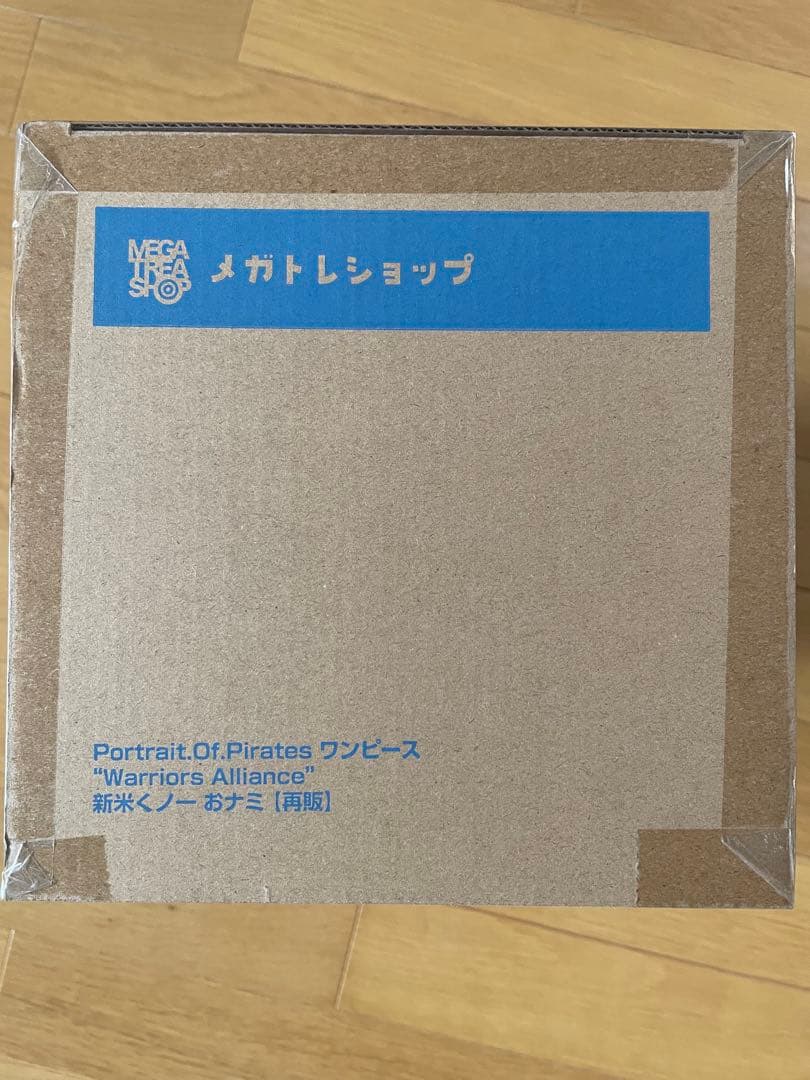 MEGA
TREA
SHOP
メガトレショップ
Portrait.Of.Pirates ワンピース
“Warriors Alliance”
新米くノ一 おナミ【再販】